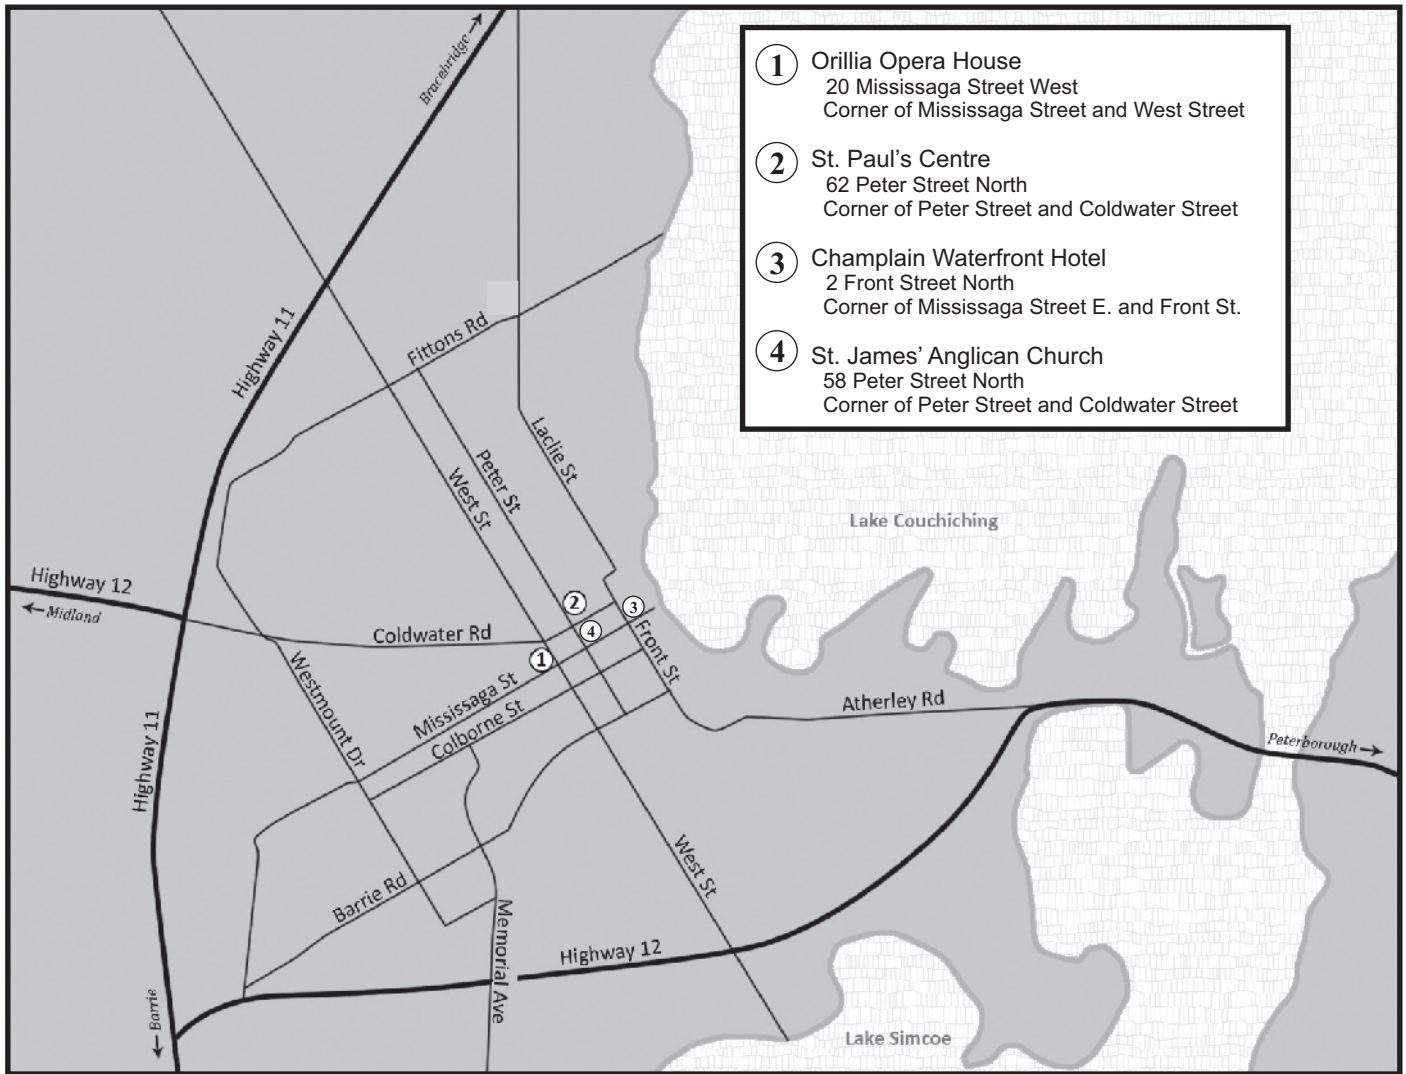 1 Orillia Opera House
20 Mississaga Street West
Corner of Mississaga Street and West Street
2 St. Paul’s Centre
62 Peter Street North
Corner of Peter Street and Coldwater Street
3 Champlain Waterfront Hotel
2 Front Street North
Corner of Mississaga Street E. and Front St.
4 St. James’ Anglican Church
58 Peter Street North
Corner of Peter Street and Coldwater Street
Bracebridge
Highway 11
Fittons Rd
Laclie St
Peter St
West St
Lake Couchiching
Highway 12
Midland
Coldwater Rd
2
3
4
1
Front St
Westmount Dr
Mississaga St
Colborne St
Atherley Rd
Peterborough
Highway 11
West St
Barrie Rd
Memorial Ave
Highway 12
Barrie
Lake Simcoe